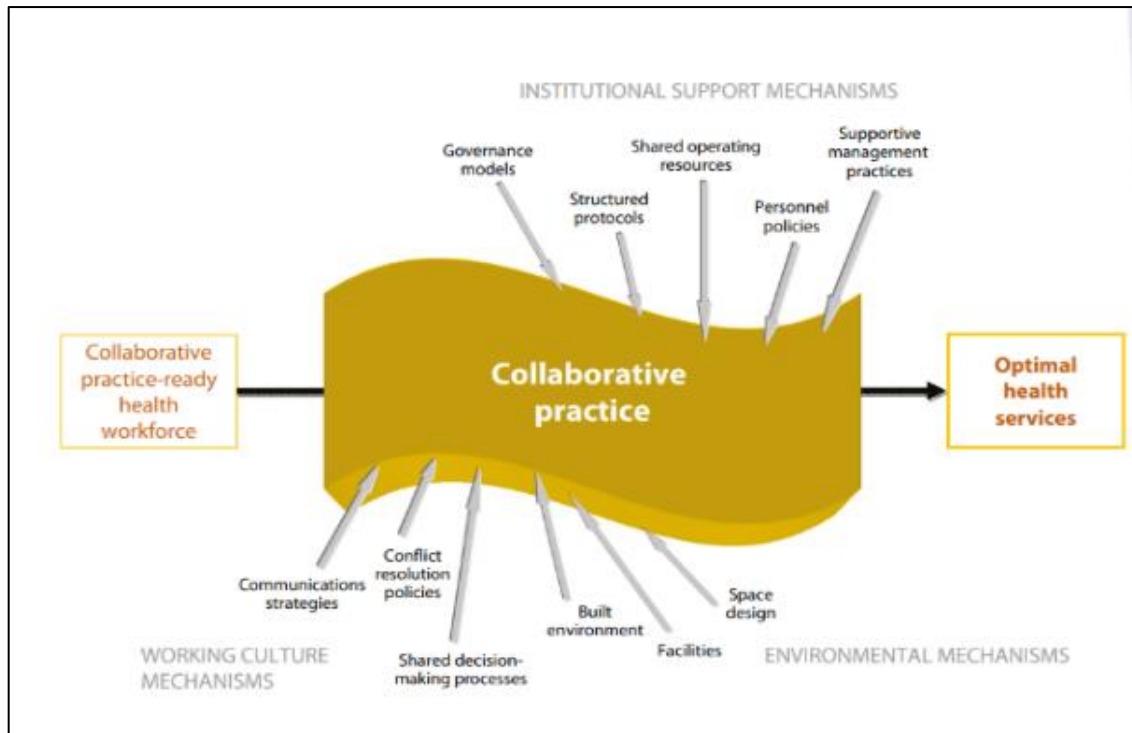 INSTITUTIONAL SUPPORT MECHANISMS
Governance
models
Structured
protocols
Shared operating
resources
Personnel
policies
Supportive
management
practices
Collaborative
practice-ready
health
workforce
Collaborative
practice
Optimal
health
services
Communications
strategies
Conflict
resolution
policies
Shared decision-
making processes
Built
environment
Facilities
Space
design
WORKING CULTURE
MECHANISMS
ENVIRONMENTAL MECHANISMS